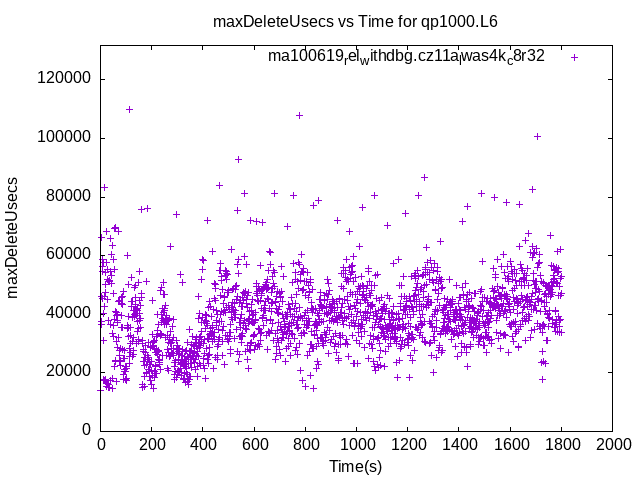 maxDeleteUsecs vs Time for qp1000.L6
ma100619relwithdbg.cz11alwas4kc8r32
120000
100000
80000
60000
40000
20000
0
maxDeleteUsecs
0 200 400 600 800 1000 1200 1400 1600 1800 2000
Time(s)